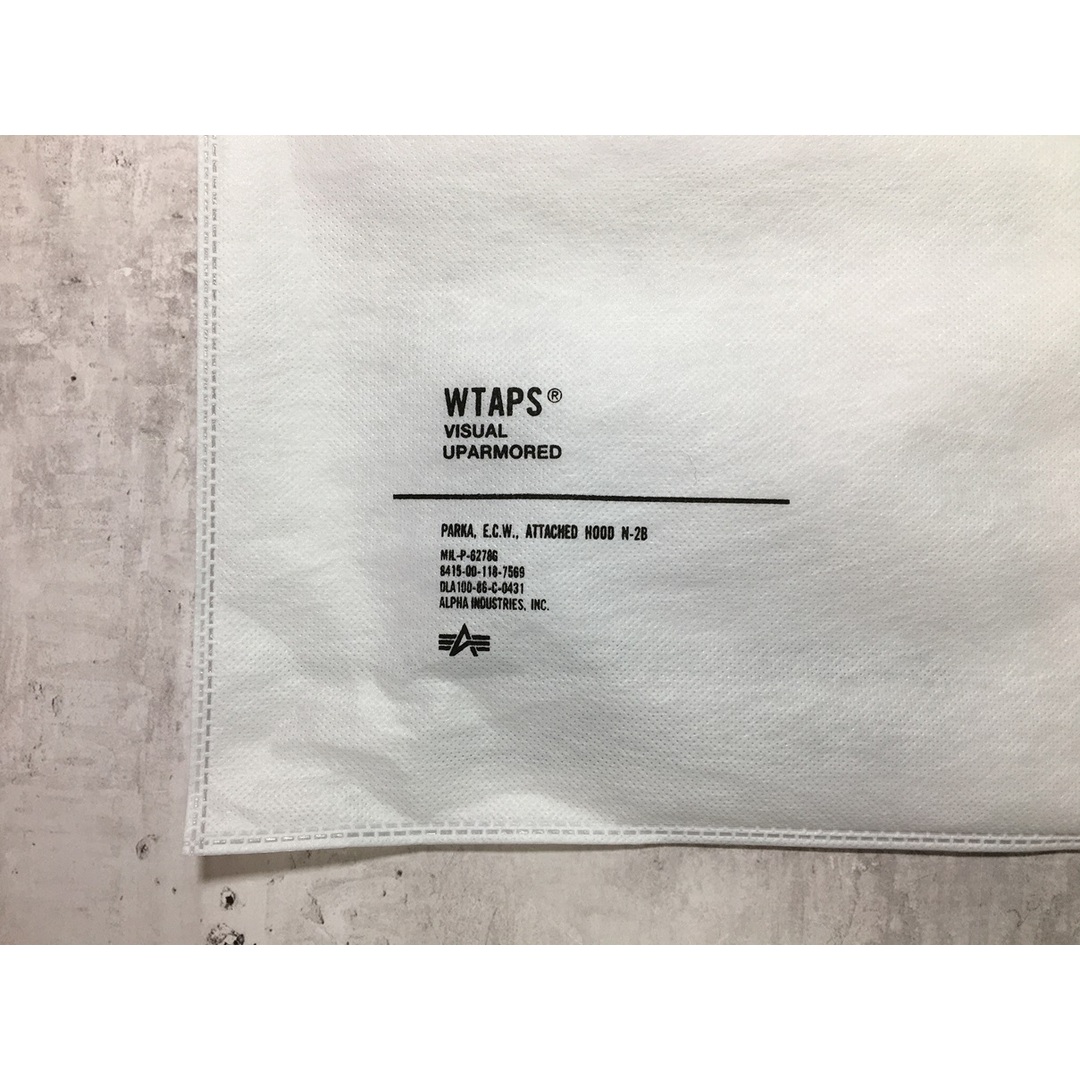 WTAPS®
VISUAL
UPARMORED
PARKA, E.C.W., ATTACHED HOOD N-2B
MIL-P-6278G
8415-00-118-7569
DLA100-86-C-0431
ALPHA INDUSTRIES, INC.